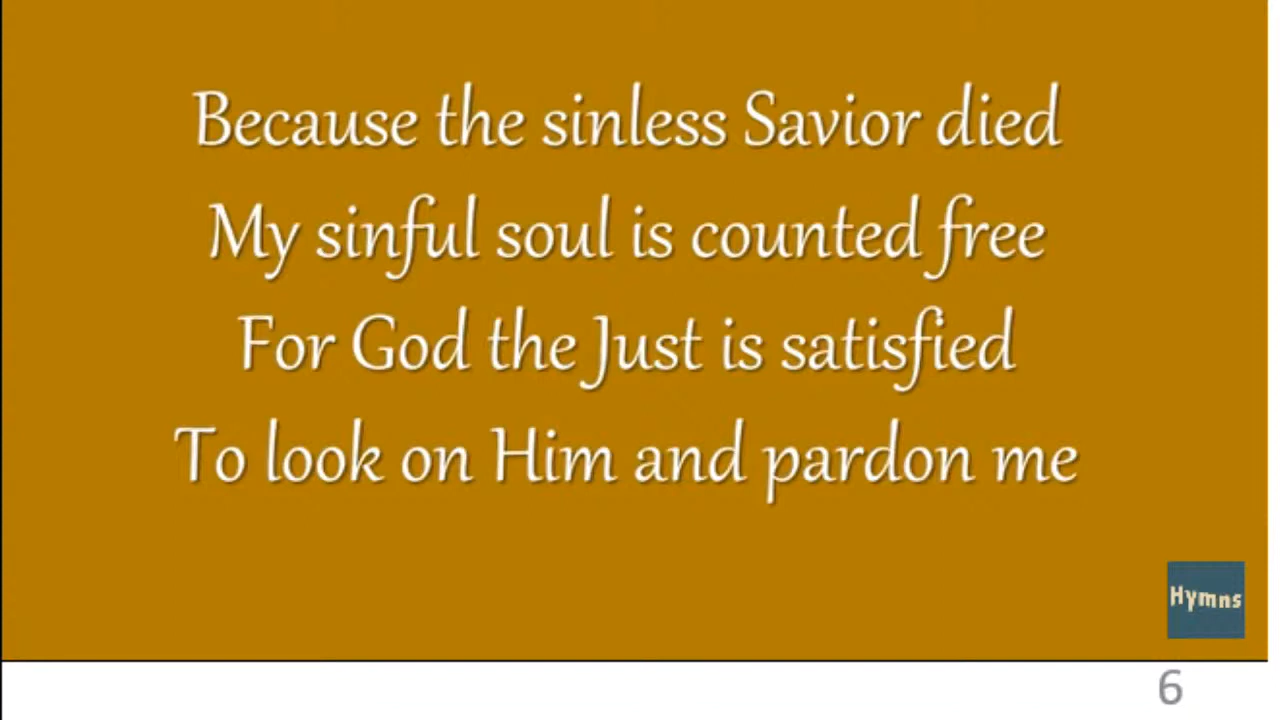 Because the sinless Savior died
My sinful soul is counted free
For God the Just is satisfied
To look on Him and pardon me
Hymns
6